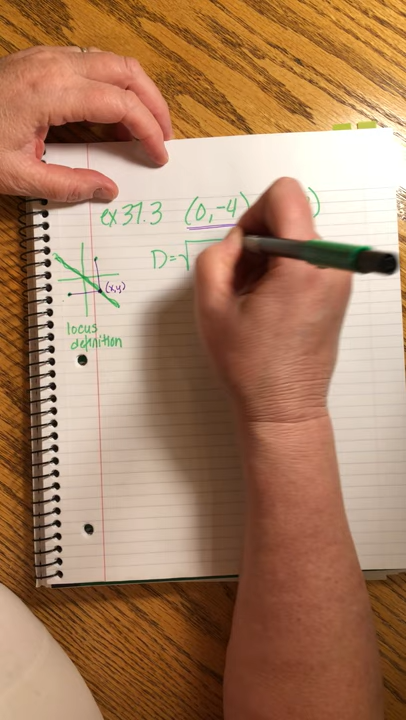 ex 37.3 (0,-4) )
D=√
(x,y)
locus
definition